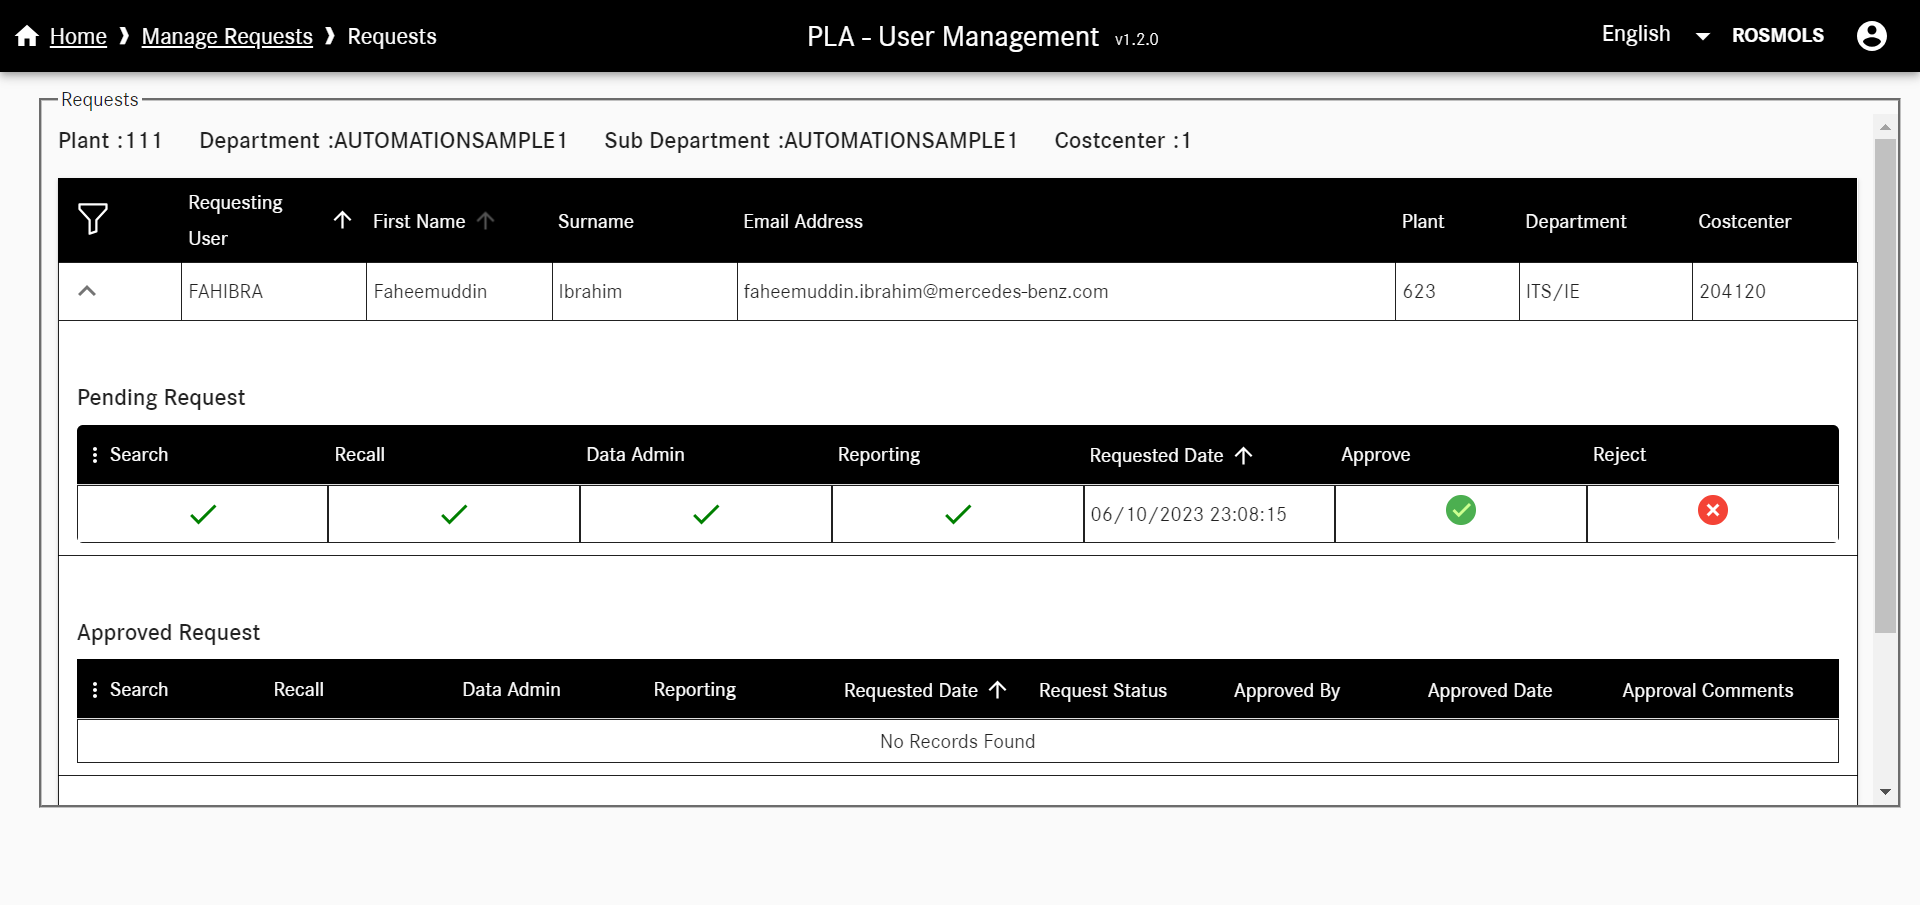 Home ❱ Manage Requests ❱ Requests
PLA - User Management v1.2.0
English ROSMOLS
Requests
Plant :111 Department :AUTOMATIONSAMPLE1 Sub Department :AUTOMATIONSAMPLE1 Costcenter :1
Requesting User First Name Surname Email Address Plant Department Costcenter
FAHIBRA Faheemuddin Ibrahim faheemuddin.ibrahim@mercedes-benz.com 623 ITS/IE 204120
Pending Request
Search Recall Data Admin Reporting Requested Date Approve Reject
06/10/2023 23:08:15
Approved Request
Search Recall Data Admin Reporting Requested Date Request Status Approved By Approved Date Approval Comments
No Records Found